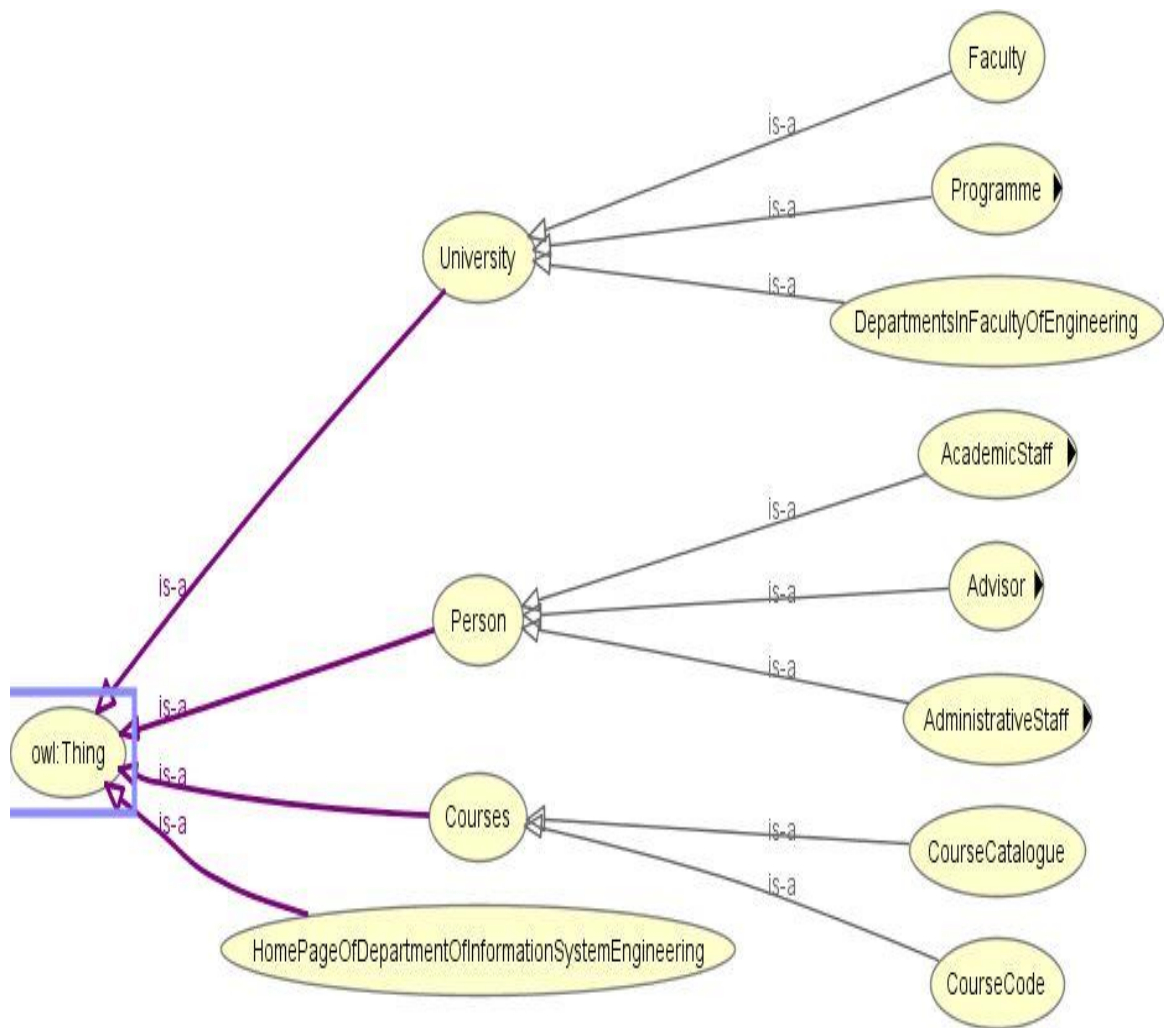 Faculty
is-a
Programme
is-a
University
is-a
DepartmentsInFacultyOfEngineering
AcademicStaff
is-a
Advisor
is-a
is-a
Person
is-a
AdministrativeStaff
is-a
owl:Thing
is-a
Courses
is-a
is-a
CourseCatalogue
is-a
HomePageOfDepartmentOfInformationSystemEngineering
CourseCode